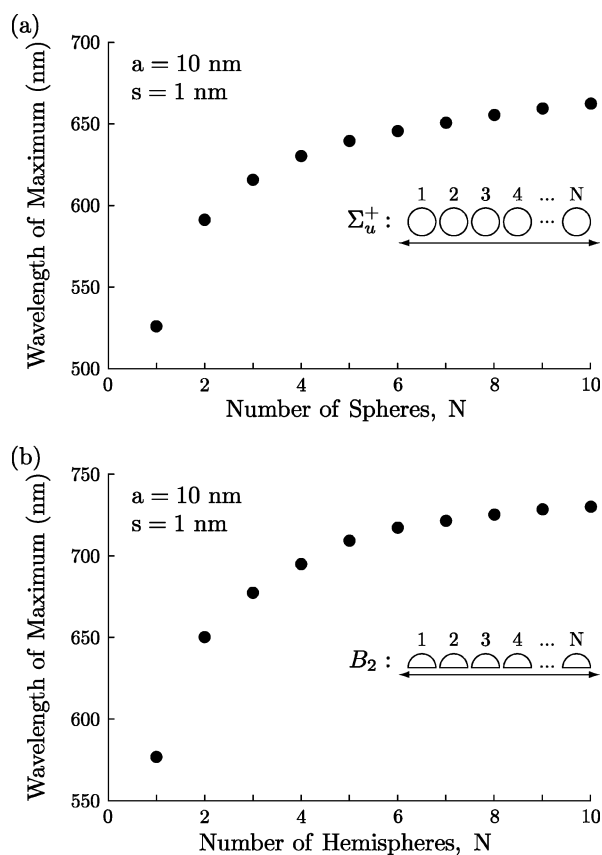 (a)
Wavelength of Maximum (nm)
700
650
600
550
500
a = 10 nm
s = 1 nm
1 2 3 4 ... N
Σ_u^+ : ...
0 2 4 6 8 10
Number of Spheres, N
(b)
Wavelength of Maximum (nm)
750
700
650
600
550
a = 10 nm
s = 1 nm
1 2 3 4 ... N
B_2 : ...
0 2 4 6 8 10
Number of Hemispheres, N